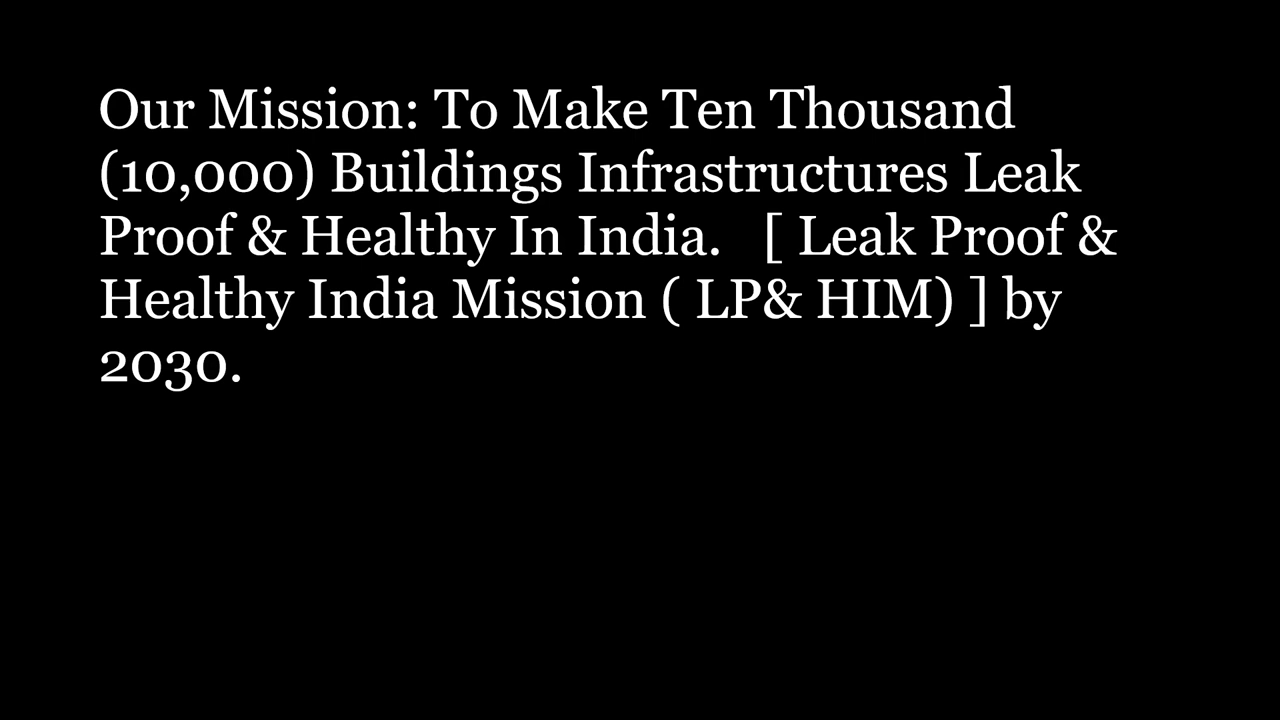 Our Mission: To Make Ten Thousand
(10,000) Buildings Infrastructures Leak
Proof & Healthy In India.   [ Leak Proof &
Healthy India Mission ( LP& HIM) ] by
2030.